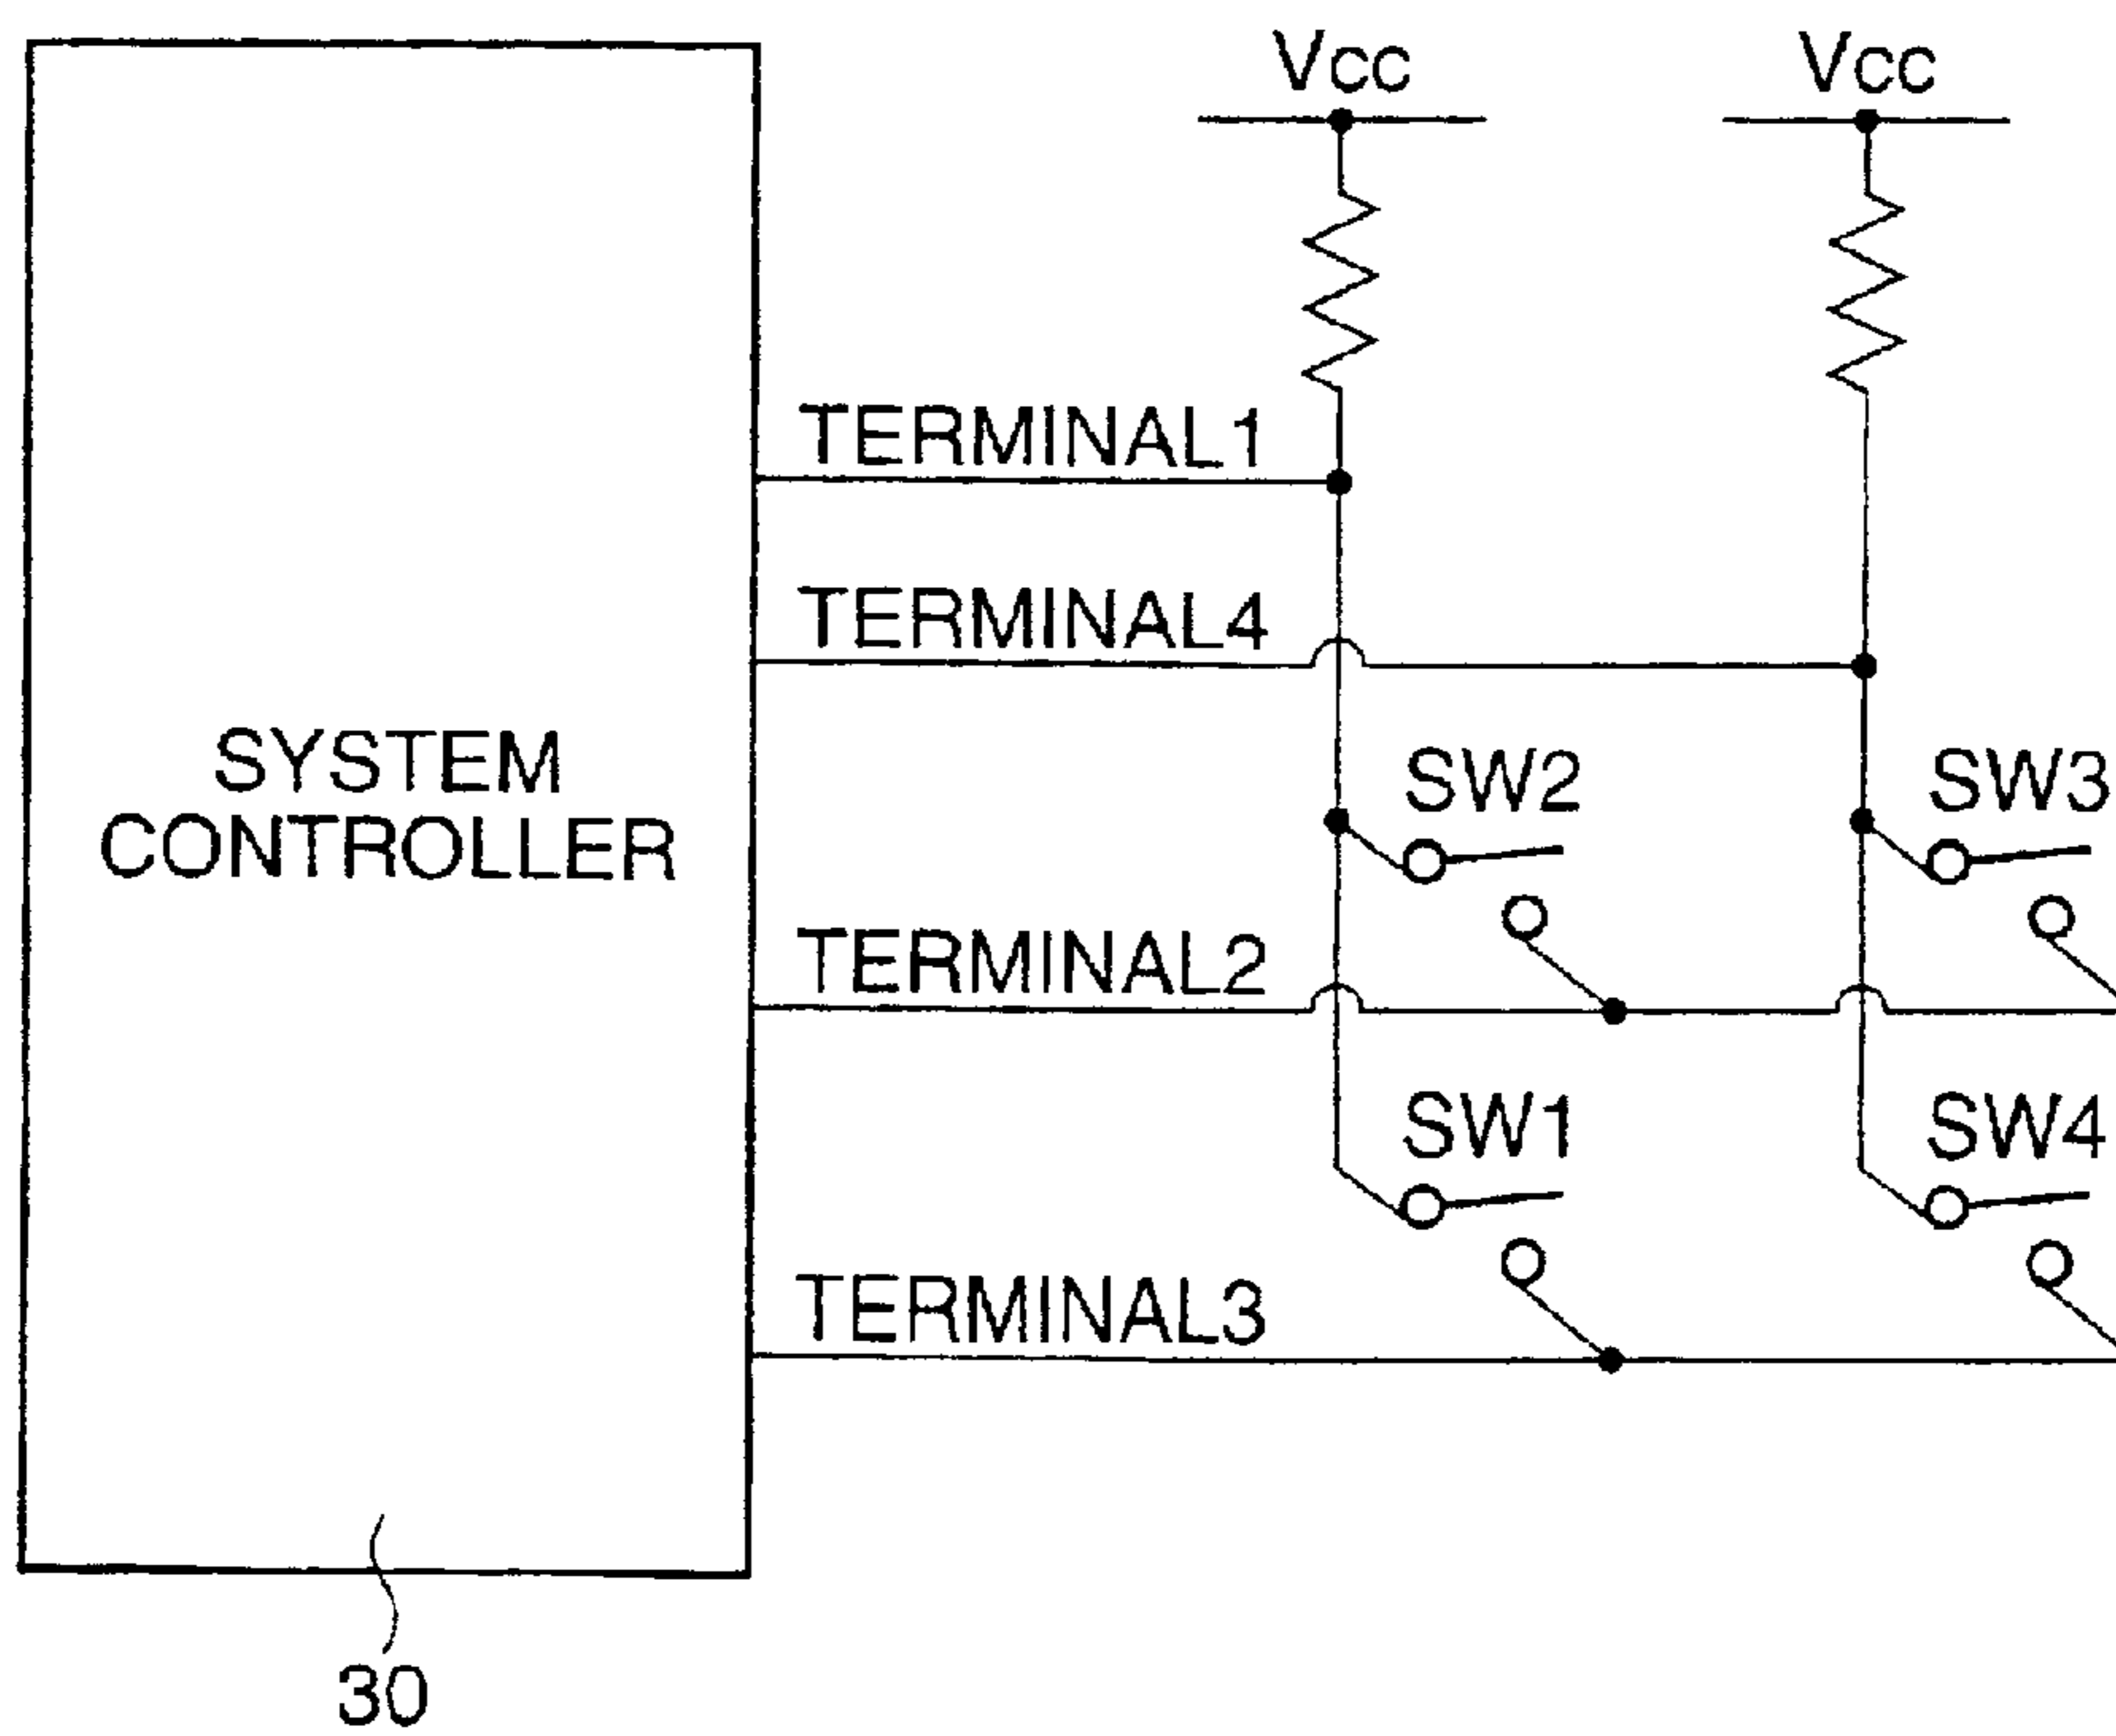 Vcc
Vcc
TERMINAL1
TERMINAL4
SYSTEM
CONTROLLER
SW2
SW3
TERMINAL2
SW1
SW4
TERMINAL3
30